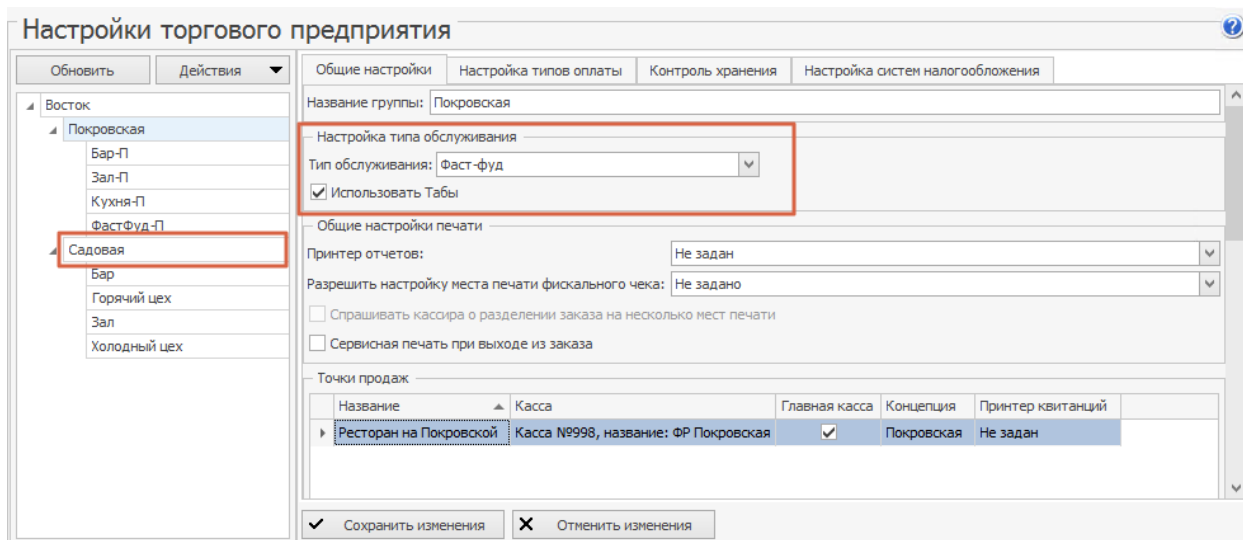 Настройки торгового предприятия
?
Обновить Действия
Общие настройки Настройка типов оплаты Контроль хранения Настройка систем налогообложения
Восток
Покровская
Бар-П
Зал-П
Кухня-П
ФастФуд-П
Садовая
Бар
Горячий цех
Зал
Холодный цех
Название группы: Покровская
Настройка типа обслуживания
Тип обслуживания: Фаст-фуд
Использовать Табы
Общие настройки печати
Принтер отчетов: Не задан
Разрешить настройку места печати фискального чека: Не задано
Спрашивать кассира о разделении заказа на несколько мест печати
Сервисная печать при выходе из заказа
Точки продаж
Название Касса Главная касса Концепция Принтер квитанций
Ресторан на Покровской Касса №998, название: ФР Покровская Покровская Не задан
Сохранить изменения Отменить изменения